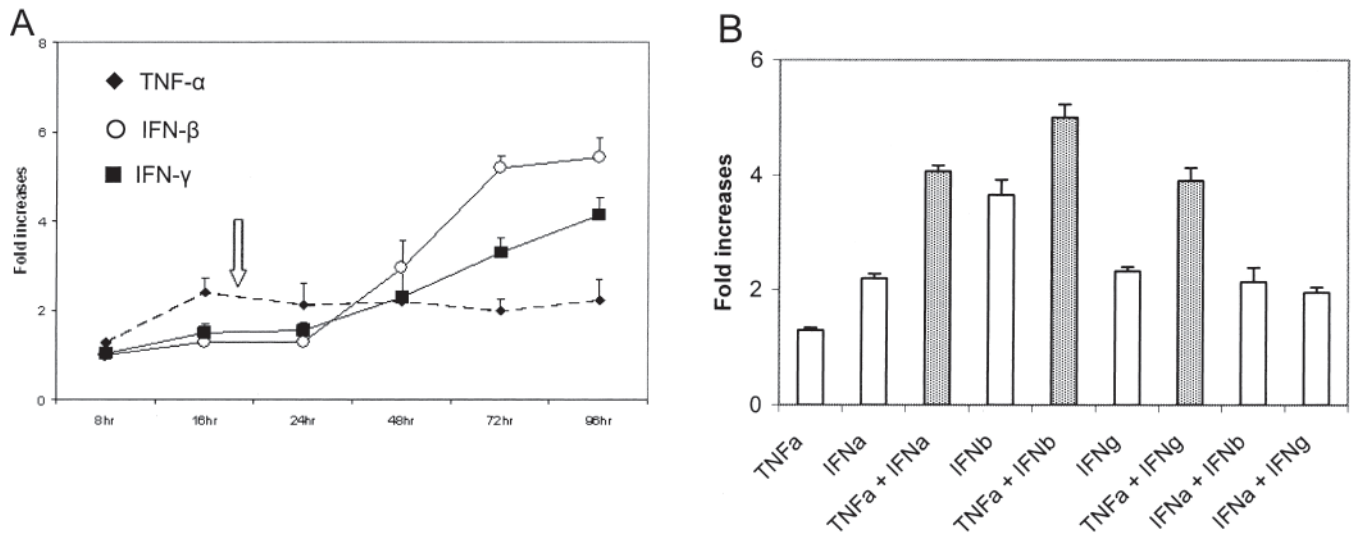 A
8
6
4
2
0
Fold increases
TNF-α
IFN-β
IFN-γ
8hr 16hr 24hr 48hr 72hr 96hr
B
6
4
2
0
Fold increases
TNFa
IFNa
TNFa + IFNa
IFNb
TNFa + IFNb
IFNg
TNFa + IFNg
IFNa + IFNb
IFNa + IFNg